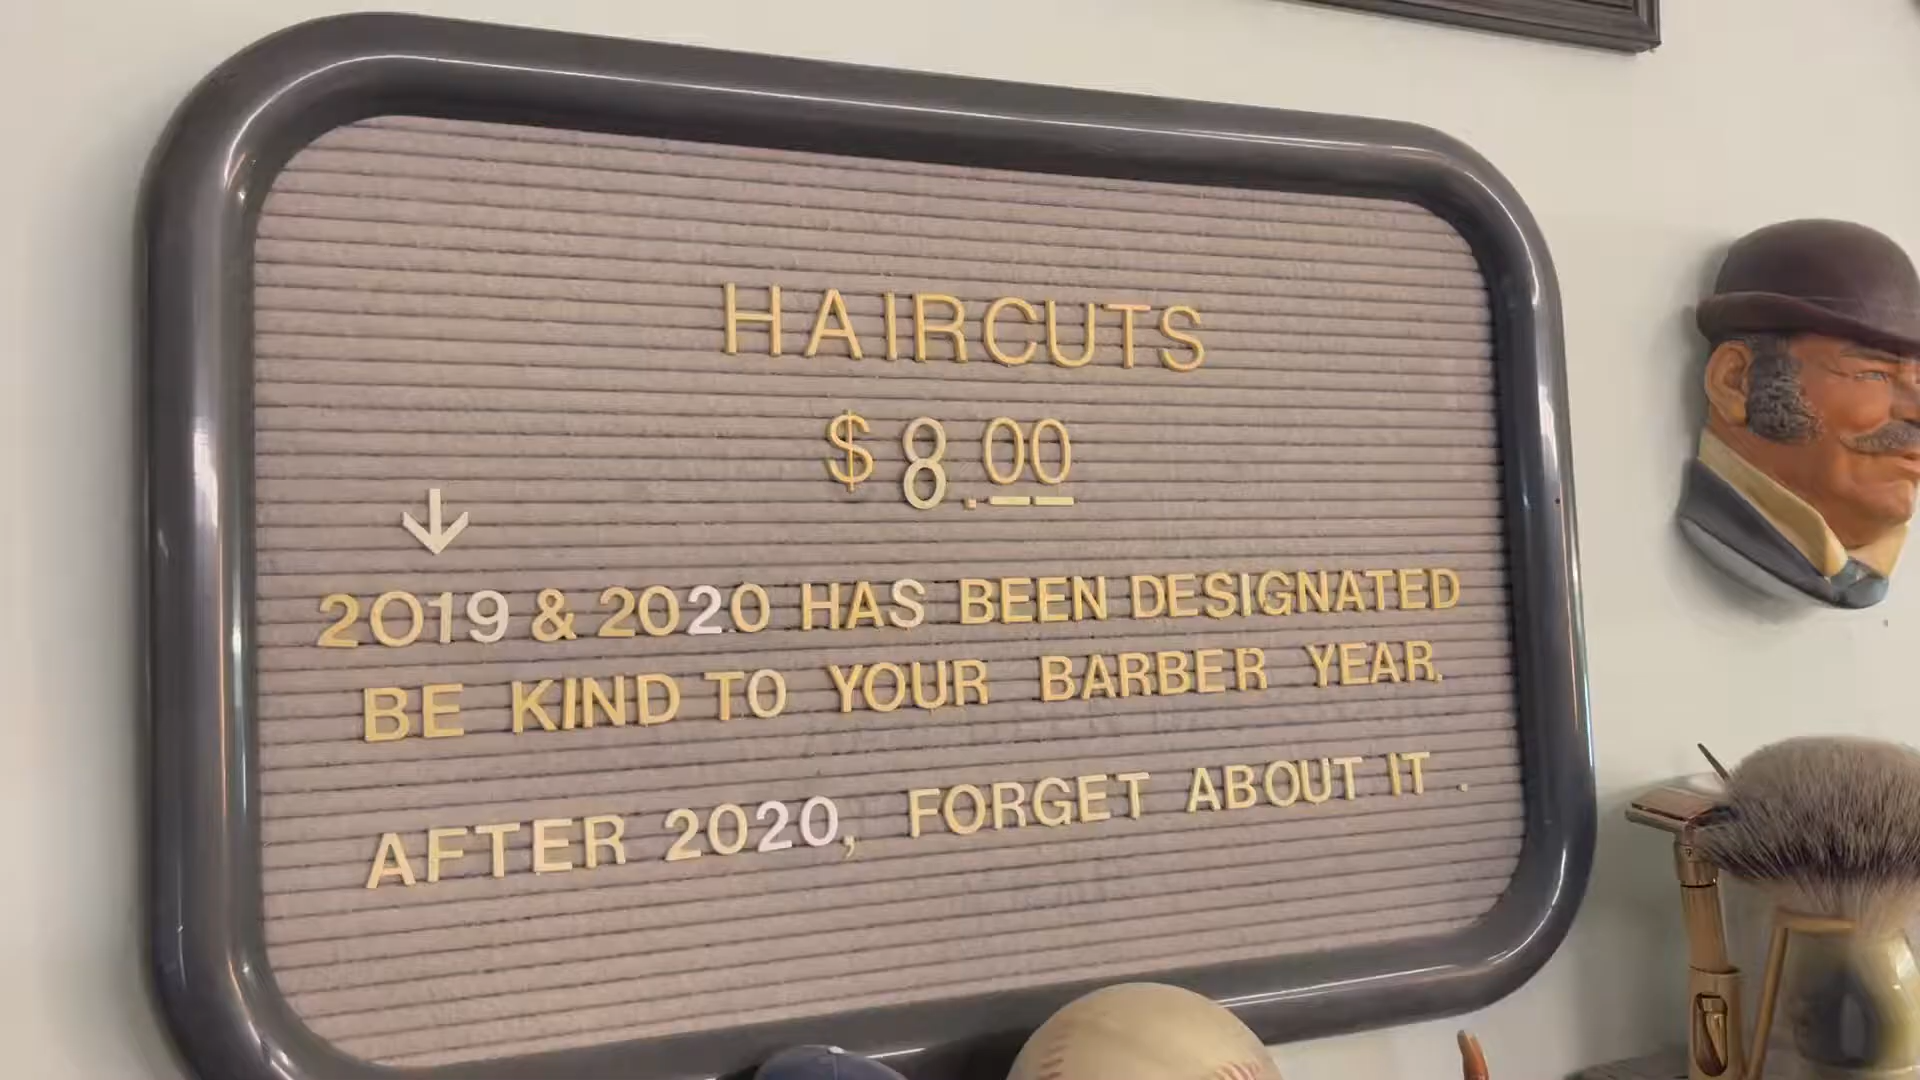 HAIRCUTS
$8.00
↓
2019 & 2020 HAS BEEN DESIGNATED
BE KIND TO YOUR BARBER YEAR.
AFTER 2020, FORGET ABOUT IT.